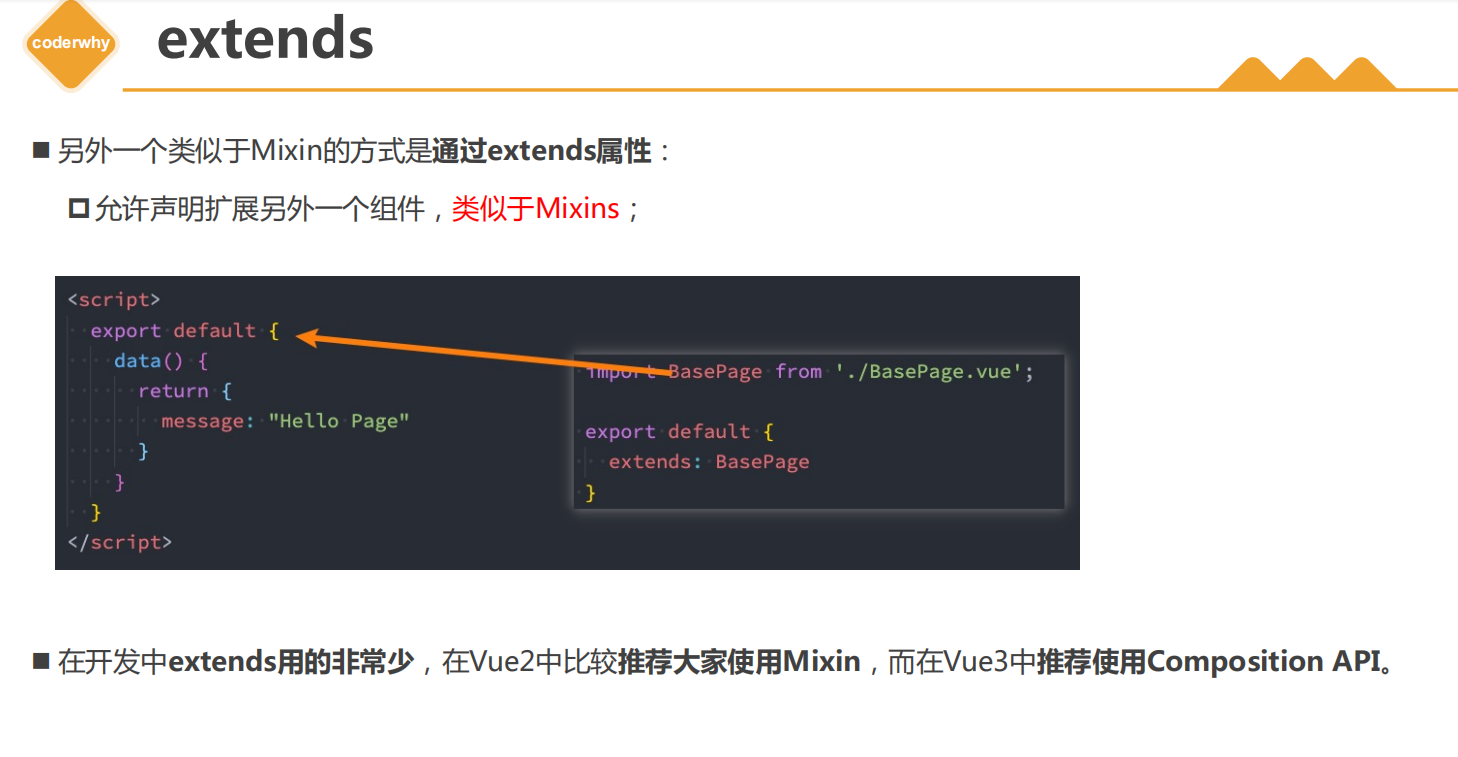 coderwhy
extends
另外一个类似于Mixin的方式是通过extends属性：
允许声明扩展另外一个组件，类似于Mixins；
<script>
export default {
data() {
return {
message: "Hello Page"
}
}
}
</script>
import BasePage from './BasePage.vue';
export default {
extends: BasePage
}
在开发中extends用的非常少，在Vue2中比较推荐大家使用Mixin，而在Vue3中推荐使用Composition API。